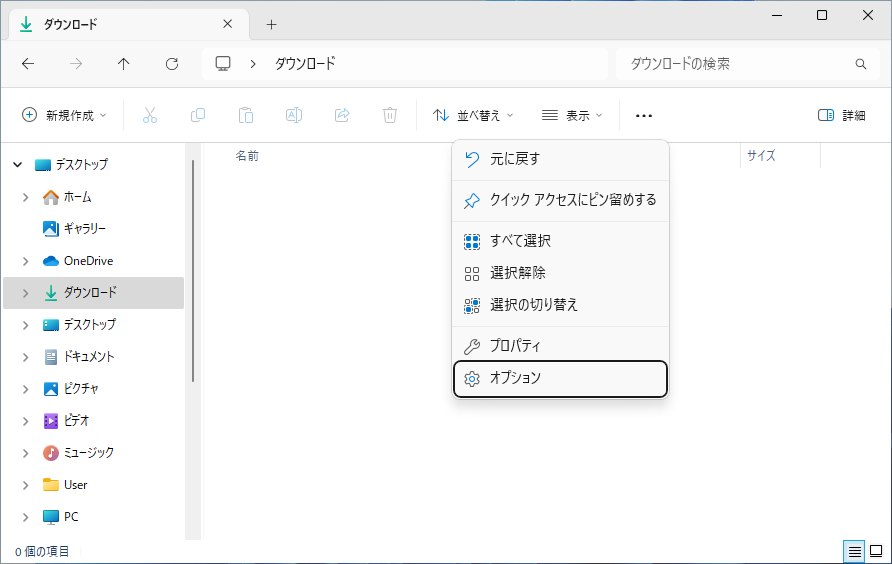 ダウンロード
ダウンロード
ダウンロードの検索
新規作成
並べ替え
表示
詳細
デスクトップ
ホーム
ギャラリー
OneDrive
ダウンロード
デスクトップ
ドキュメント
ピクチャ
ビデオ
ミュージック
User
PC
名前
サイズ
元に戻す
クイック アクセスにピン留めする
すべて選択
選択解除
選択の切り替え
プロパティ
オプション
0 個の項目